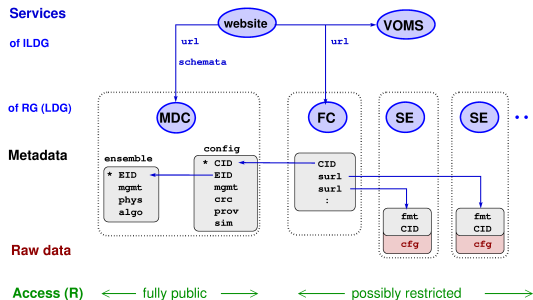 Services
website
VOMS
of ILDG
url
url
schemata
of RG (LDG)
MDC
FC
SE
SE
Metadata
ensemble
* EID
mgmt
phys
algo
config
* CID
EID
mgmt
crc
prov
sim
CID
surl
surl
:
fmt
CID
cfg
fmt
CID
cfg
Raw data
Access (R)
fully public
possibly restricted